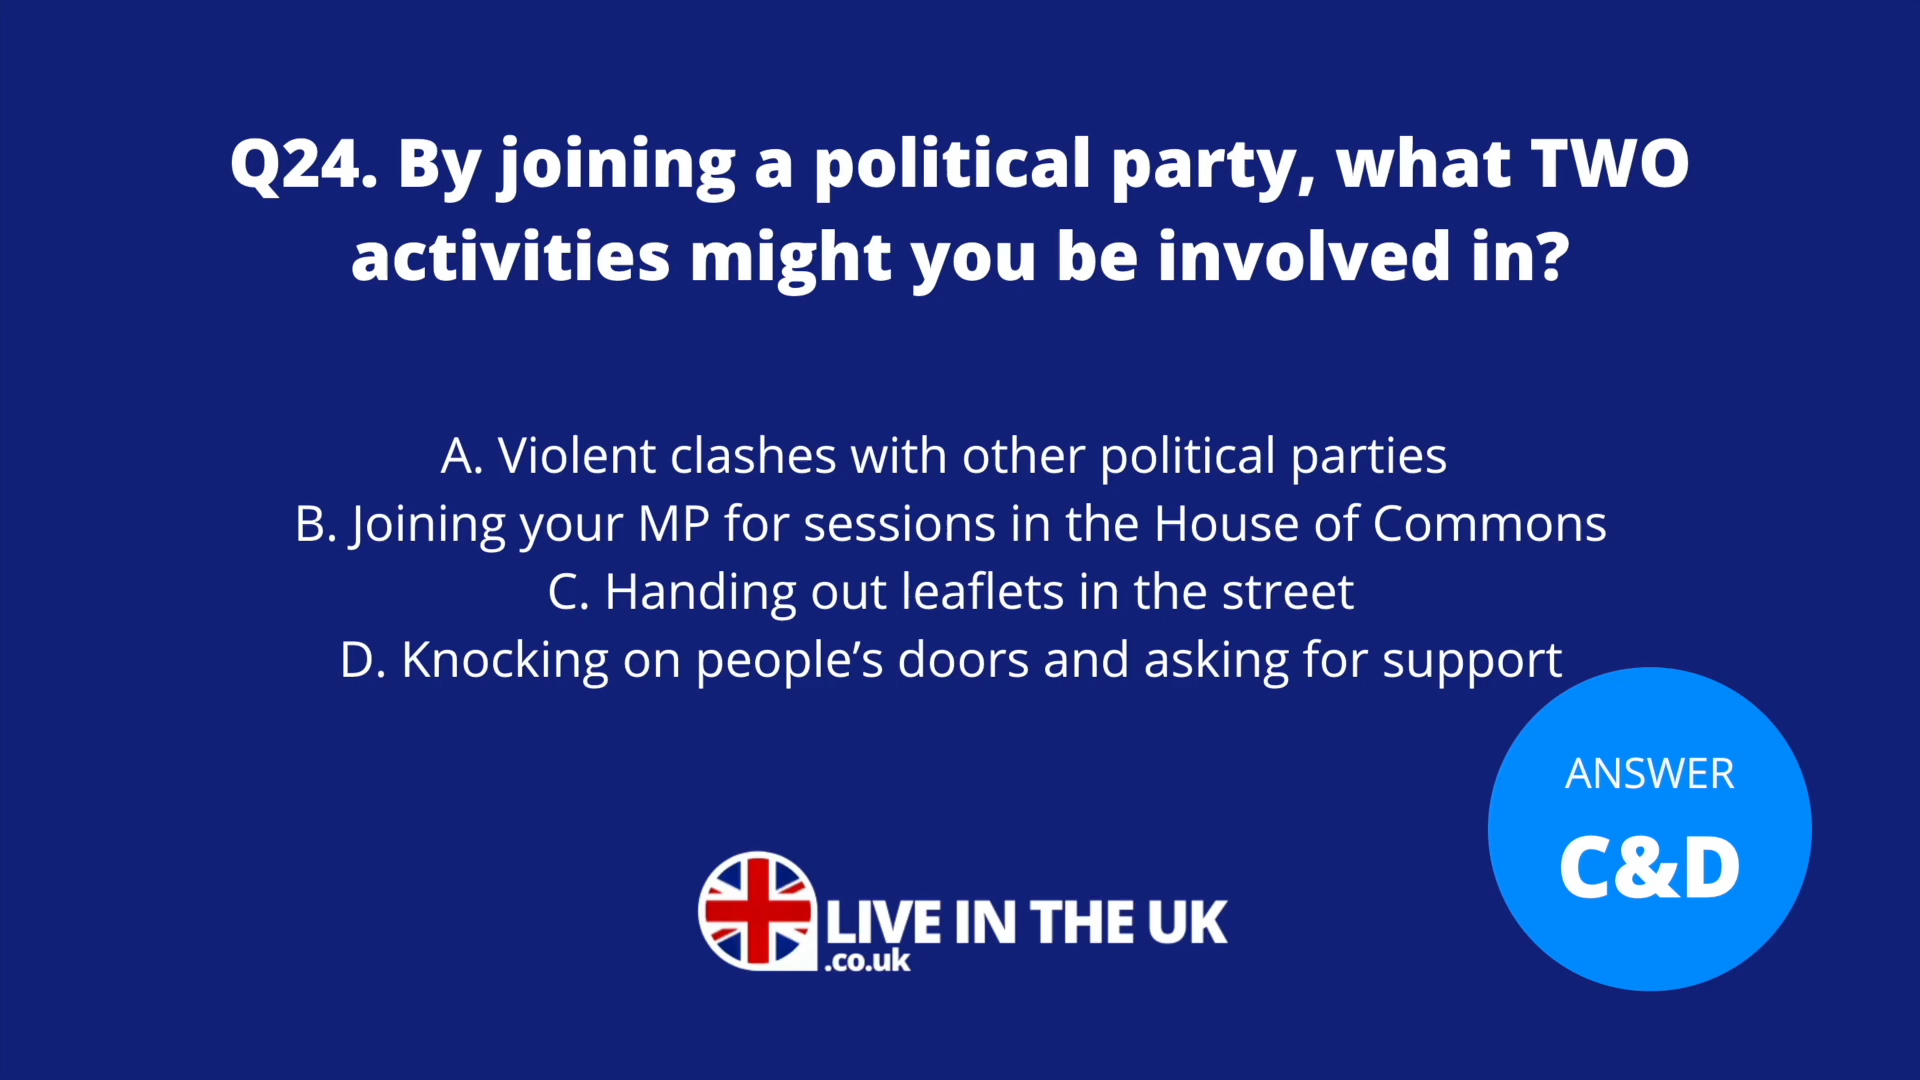 Q24. By joining a political party, what TWO
activities might you be involved in?
A. Violent clashes with other political parties
B. Joining your MP for sessions in the House of Commons
C. Handing out leaflets in the street
D. Knocking on people’s doors and asking for support
ANSWER
C&D
LIVE IN THE UK
.co.uk